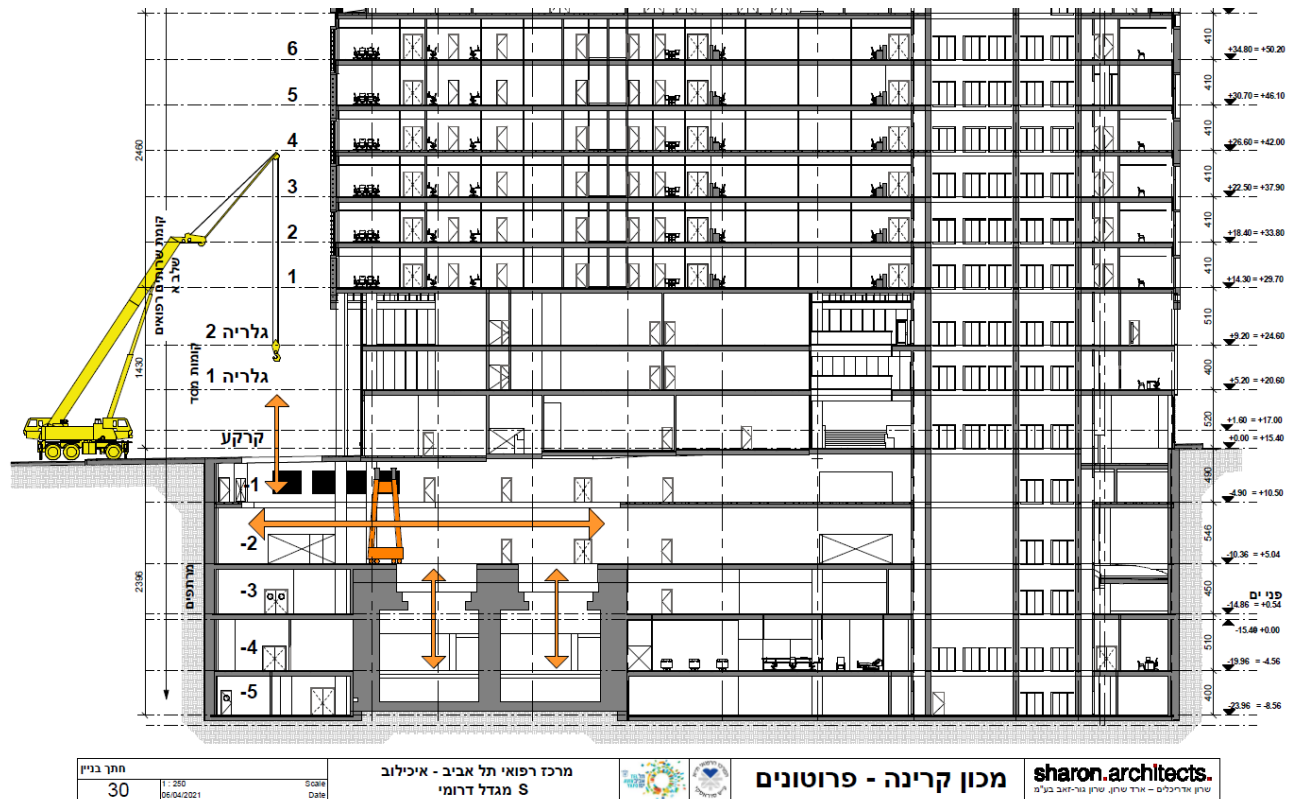 6
5
4
3
2
1
גלריה 2
גלריה 1
קרקע
-1
-2
-3
-4
-5
2460
1430
2396
קומת שרותים רפואים
שלב א
קומת מסד
מרתפים
410
410
410
410
410
410
510
400
520
490
546
450
510
400
+34.80 = +50.20
+30.70 = +46.10
+26.60 = +42.00
+22.50 = +37.90
+18.40 = +33.80
+14.30 = +29.70
+9.20 = +24.60
+5.20 = +20.60
+1.60 = +17.00
+0.00 = +15.40
-4.90 = +10.50
-10.36 = +5.04
פני ים
-14.86 = +0.54
-15.40 +0.00
-19.96 = -4.56
-23.96 = -8.56
חתך בניין
30
1 : 250
Scale
06/04/2021
Date
מרכז רפואי תל אביב - איכילוב
S מגדל דרומי
מכון קרינה - פרוטונים
sharon.architects.
שרון אדריכלים – ארד שרון, שרון גור-זאב בע"מ